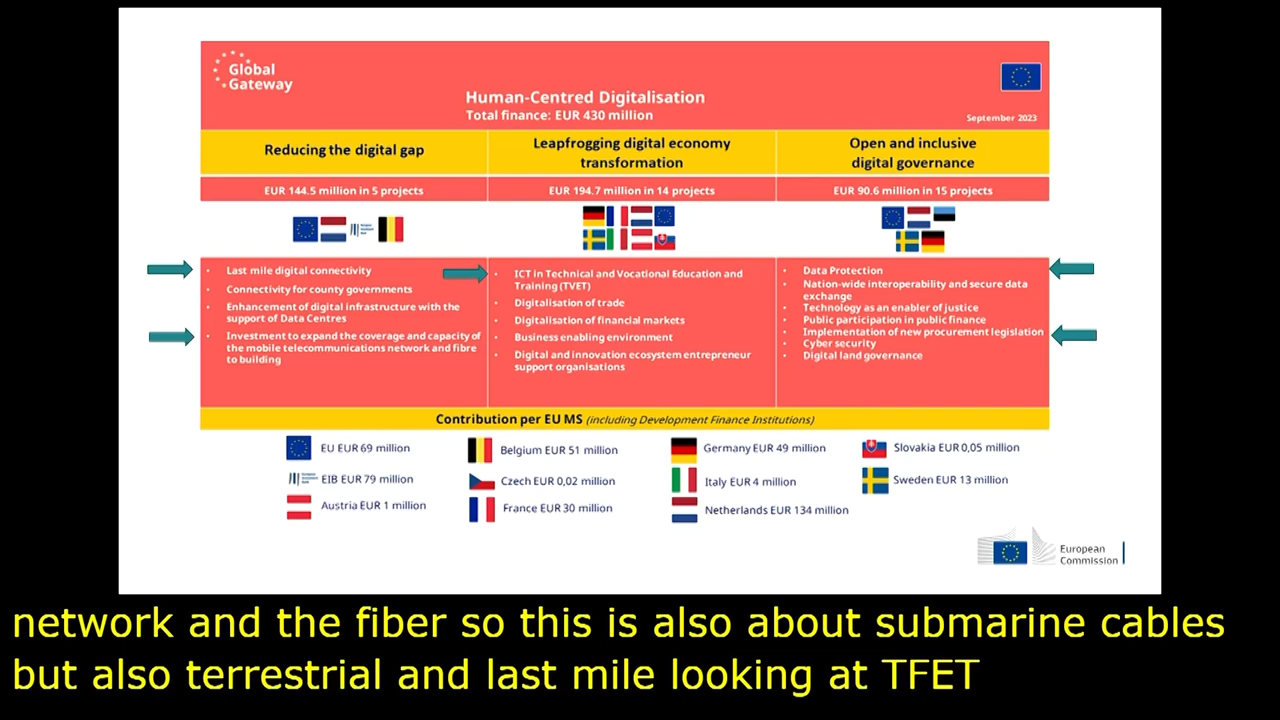 Global
Gateway
Human-Centred Digitalisation
Total finance: EUR 430 million
September 2023
Reducing the digital gap
Leapfrogging digital economy
transformation
Open and inclusive
digital governance
EUR 144.5 million in 5 projects
EUR 194.7 million in 14 projects
EUR 90.6 million in 15 projects
• Last mile digital connectivity
• Connectivity for county governments
• Enhancement of digital infrastructure with the
support of Data Centres
• Investment to expand the coverage and capacity of
the mobile telecommunications network and fibre
to building
• ICT in Technical and Vocational Education and
Training (TVET)
• Digitalisation of trade
• Digitalisation of financial markets
• Business enabling environment
• Digital and innovation ecosystem entrepreneur
support organisations
• Data Protection
• Nation-wide interoperability and secure data
exchange
• Technology as an enabler of justice
• Public participation in public finance
• Implementation of new procurement legislation
• Cyber security
• Digital land governance
Contribution per EU MS (including Development Finance Institutions)
EU EUR 69 million
Belgium EUR 51 million
Germany EUR 49 million
Slovakia EUR 0,05 million
EIB EUR 79 million
Czech EUR 0,02 million
Italy EUR 4 million
Sweden EUR 13 million
Austria EUR 1 million
France EUR 30 million
Netherlands EUR 134 million
European
Commission
network and the fiber so this is also about submarine cables
but also terrestrial and last mile looking at TFET